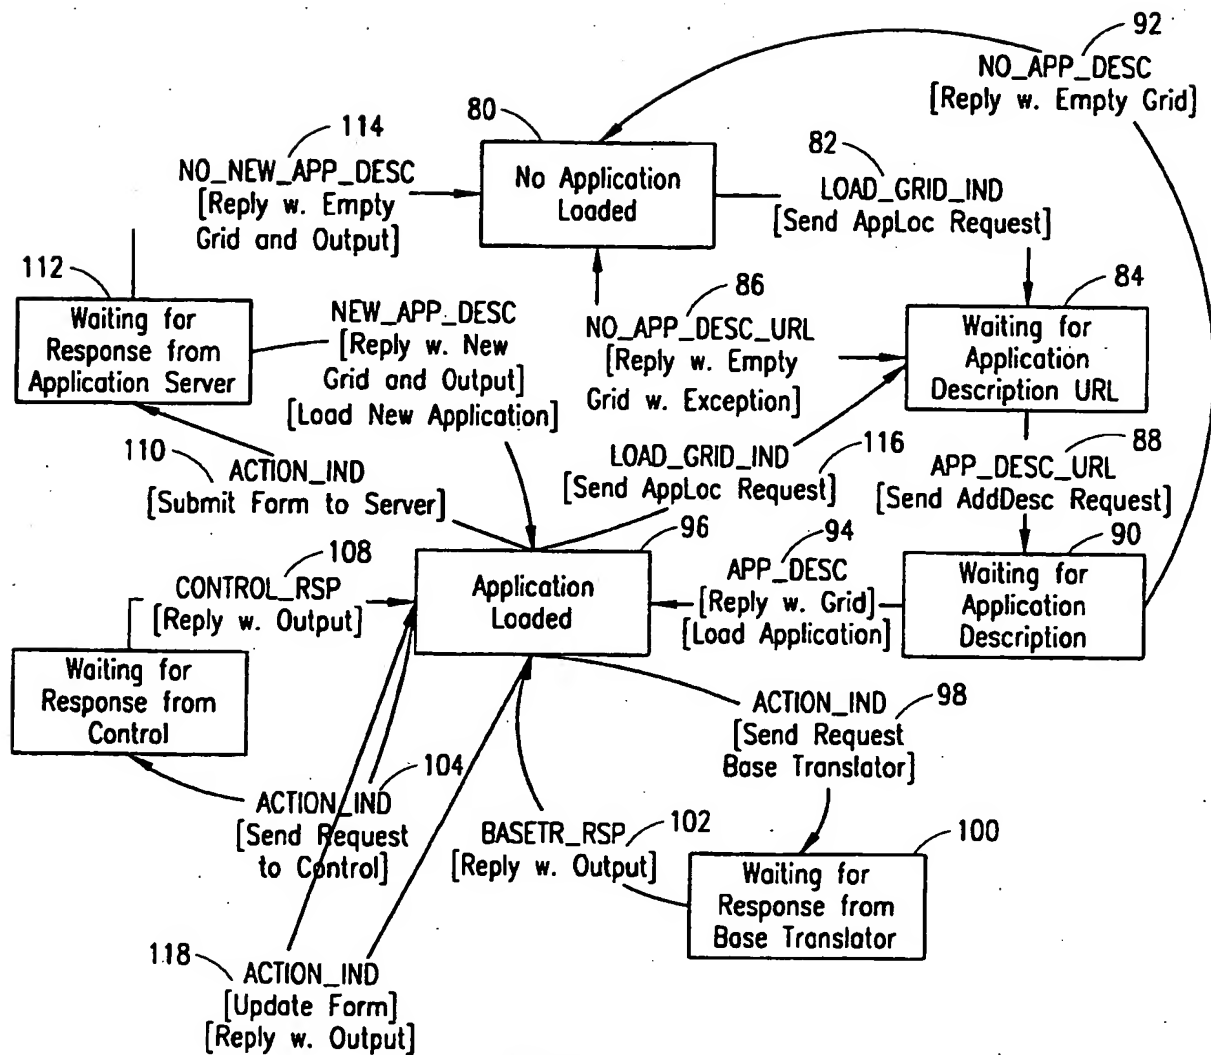 92
NO_APP_DESC
[Reply w. Empty Grid]
114
NO_NEW_APP_DESC
[Reply w. Empty
Grid and Output]
80
No Application
Loaded
82
LOAD_GRID_IND
[Send AppLoc Request]
112
Waiting for
Response from
Application Server
NEW_APP_DESC
[Reply w. New
Grid and Output]
[Load New Application]
86
NO_APP_DESC_URL
[Reply w. Empty
Grid w. Exception]
84
Waiting for
Application
Description URL
110
ACTION_IND
[Submit Form to Server]
LOAD_GRID_IND
[Send AppLoc Request]
116
APP_DESC_URL
[Send AddDesc Request]
88
108
CONTROL_RSP
[Reply w. Output]
96
Application
Loaded
94
APP_DESC
[Reply w. Grid]
[Load Application]
90
Waiting for
Application
Description
Waiting for
Response from
Control
ACTION_IND
[Send Request
to Control]
104
ACTION_IND
[Send Request
Base Translator]
98
BASETR_RSP
[Reply w. Output]
102
100
Waiting for
Response from
Base Translator
118
ACTION_IND
[Update Form]
[Reply w. Output]